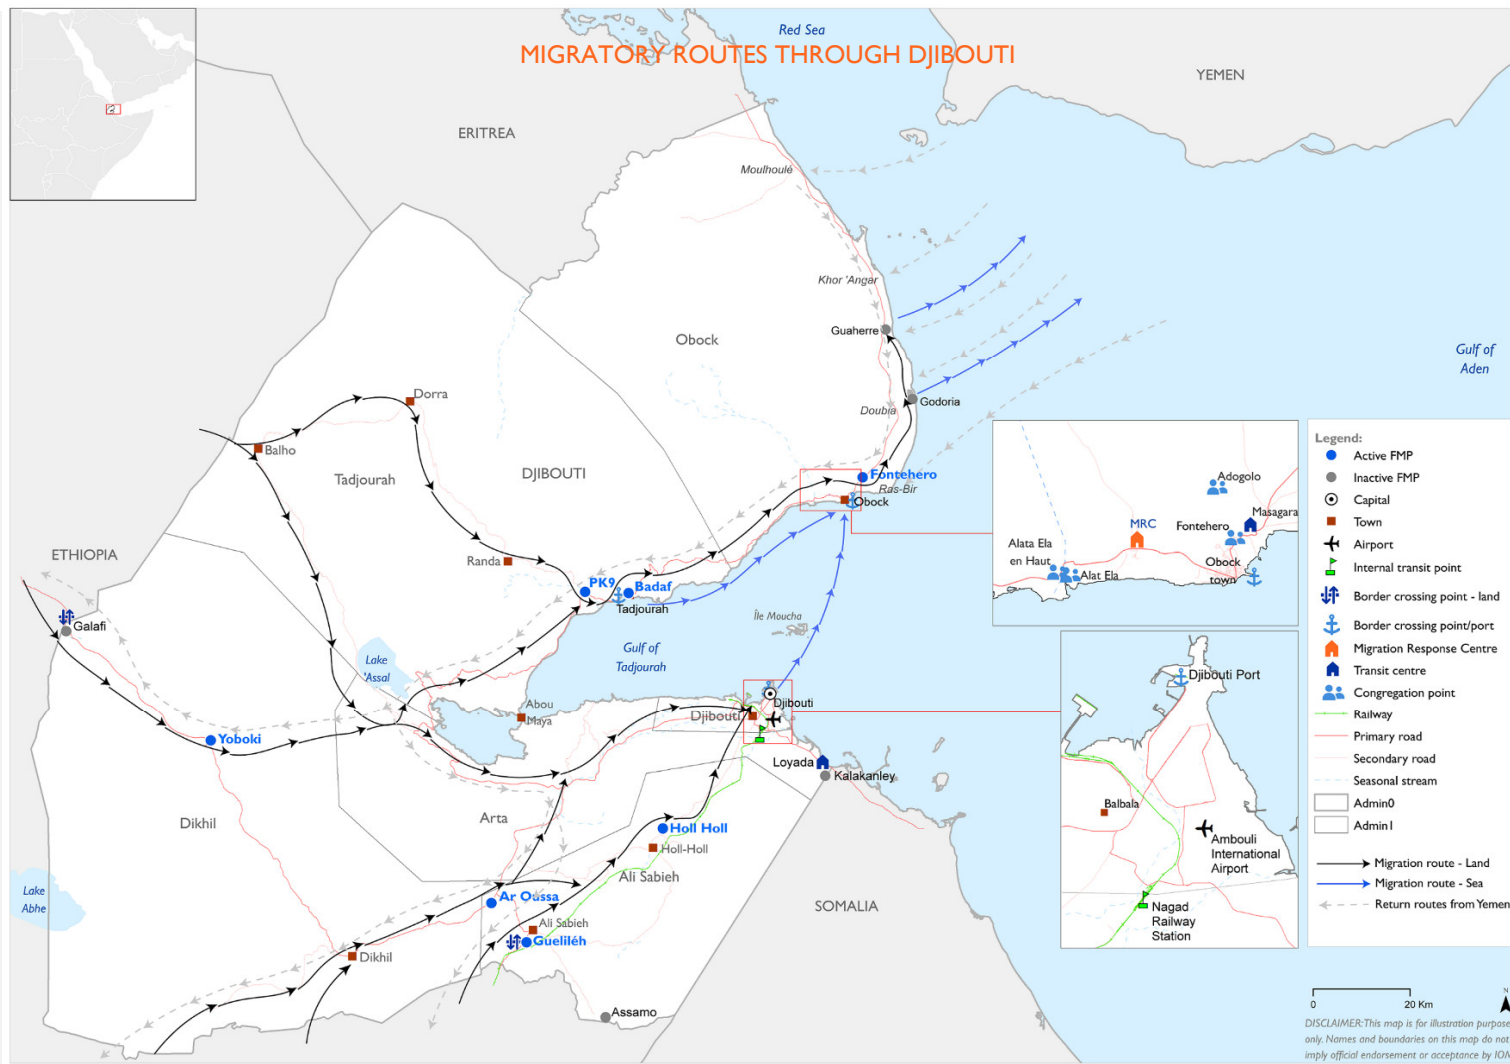 Red Sea
MIGRATORY ROUTES THROUGH DJIBOUTI
YEMEN
ERITREA
Moulhoulé
Khor 'Angar
Guaherre
Obock
Gulf of
Aden
Dorra
Godoria
Doubia
Balho
Tadjourah
DJIBOUTI
Fontehero
Ras-Bir
Obock
ETHIOPIA
Randa
PK9
Badaf
Tadjourah
Galafi
Île Moucha
Gulf of
Tadjourah
Lake
'Assal
Abou
Maya
Djibouti
Djibouti
Yoboki
Loyada
Kalakanley
Dikhil
Arta
Holl Holl
Holl-Holl
Ali Sabieh
Lake
Abhe
Ar Oussa
SOMALIA
Ali Sabieh
Gueliléh
Dikhil
Assamo
Adogolo
MRC
Fontehero
Masagara
Alata Ela
en Haut
Alat Ela
Obock
town
Djibouti Port
Balbala
Ambouli
International
Airport
Nagad
Railway
Station
Legend:
Active FMP
Inactive FMP
Capital
Town
Airport
Internal transit point
Border crossing point - land
Border crossing point/port
Migration Response Centre
Transit centre
Congregation point
Railway
Primary road
Secondary road
Seasonal stream
Admin0
Admin1
Migration route - Land
Migration route - Sea
Return routes from Yemen
0 20 Km
N
DISCLAIMER: This map is for illustration purpose
only. Names and boundaries on this map do no
imply official endorsement or acceptance by IOM